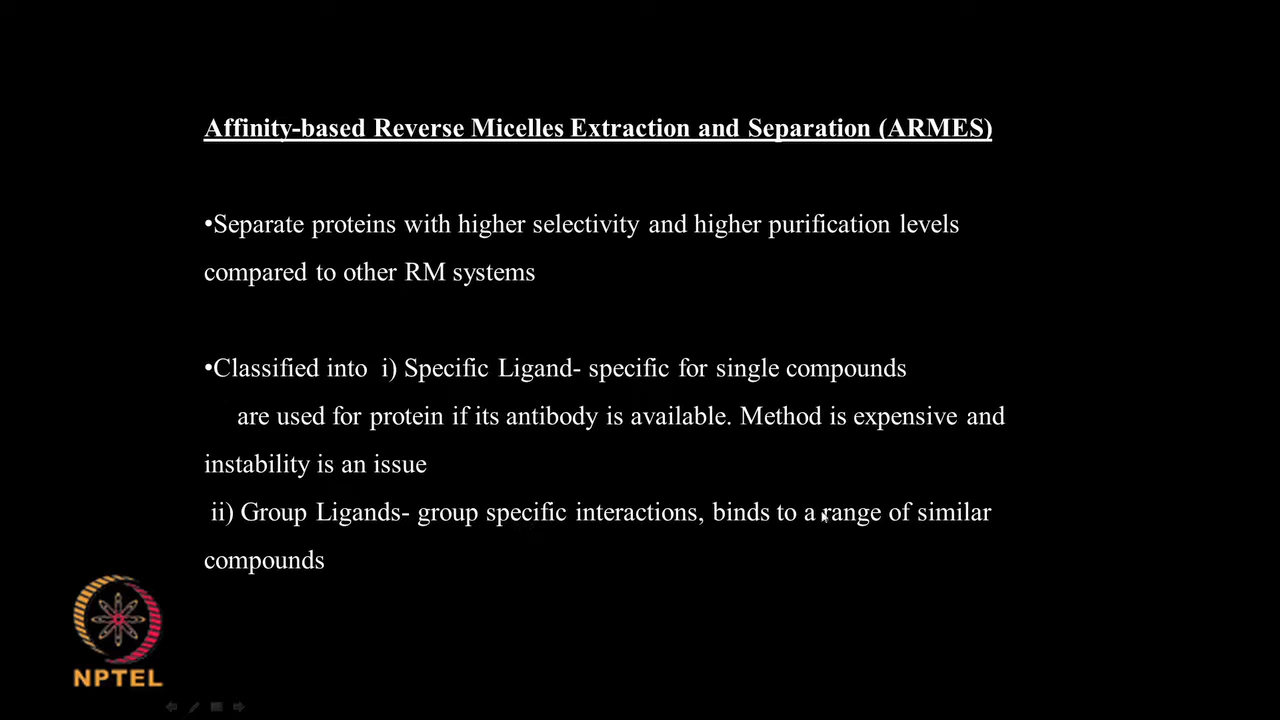 Affinity-based Reverse Micelles Extraction and Separation (ARMES)
•Separate proteins with higher selectivity and higher purification levels
compared to other RM systems
•Classified into i) Specific Ligand- specific for single compounds
are used for protein if its antibody is available. Method is expensive and
instability is an issue
ii) Group Ligands- group specific interactions, binds to a range of similar
compounds
NPTEL